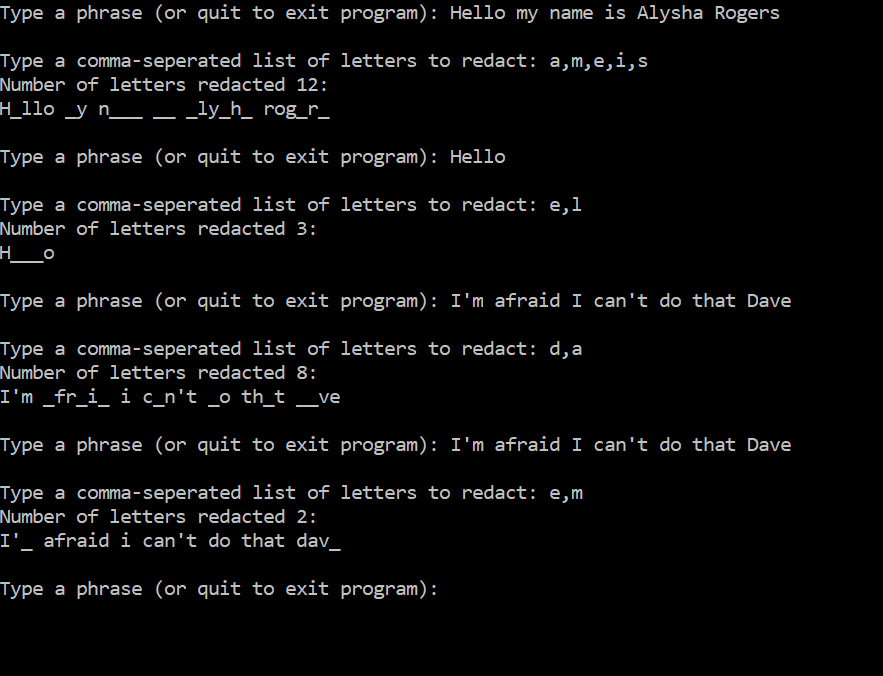 Type a phrase (or quit to exit program): Hello my name is Alysha Rogers
Type a comma-seperated list of letters to redact: a,m,e,i,s
Number of letters redacted 12:
H_llo _y n___ __ _ly_h_ rog_r_
Type a phrase (or quit to exit program): Hello
Type a comma-seperated list of letters to redact: e,l
Number of letters redacted 3:
H___o
Type a phrase (or quit to exit program): I'm afraid I can't do that Dave
Type a comma-seperated list of letters to redact: d,a
Number of letters redacted 8:
I'm _fr_i_ i c_n't _o th_t __ve
Type a phrase (or quit to exit program): I'm afraid I can't do that Dave
Type a comma-seperated list of letters to redact: e,m
Number of letters redacted 2:
I'_ afraid i can't do that dav_
Type a phrase (or quit to exit program):